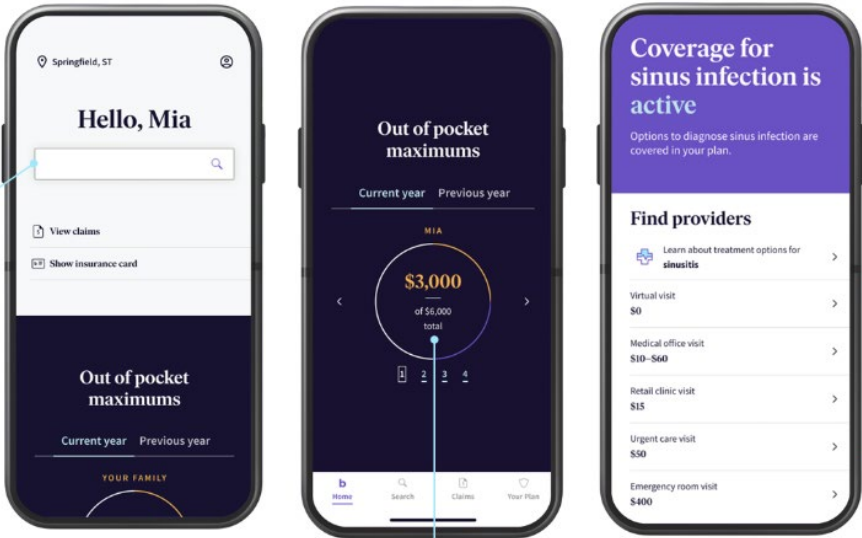 Springfield, ST
Hello, Mia
View claims
Show insurance card
Out of pocket
maximums
Current year Previous year
YOUR FAMILY
Out of pocket
maximums
Current year Previous year
MIA
$3,000
of $6,000
total
1 2 3 4
b
Home Search Claims Your Plan
Coverage for
sinus infection is
active
Options to diagnose sinus infection are
covered in your plan.
Find providers
Learn about treatment options for
sinusitis
Virtual visit
$0
Medical office visit
$10–$60
Retail clinic visit
$15
Urgent care visit
$50
Emergency room visit
$400